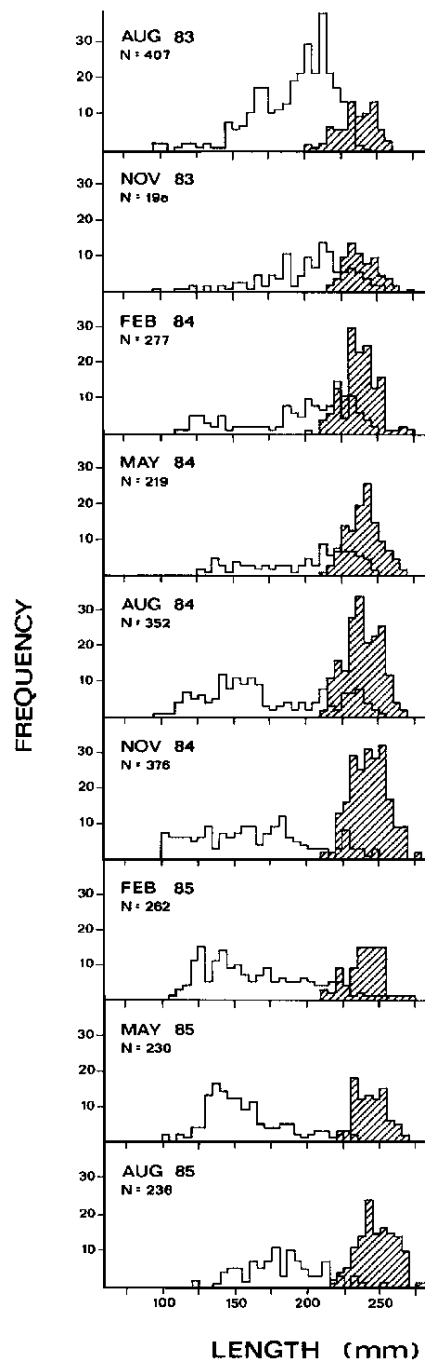 AUG 83
N = 407
30
20
10
NOV 83
30
20
10
FEB 84
N = 277
30
20
10
MAY 84
N = 219
30
20
10
AUG 84
N = 352
30
20
10
NOV 84
N = 376
30
20
10
FEB 85
N = 262
30
20
10
MAY 85
N = 230
30
20
10
AUG 85
N = 236
30
20
10
100 150 200 250
FREQUENCY
LENGTH (mm)